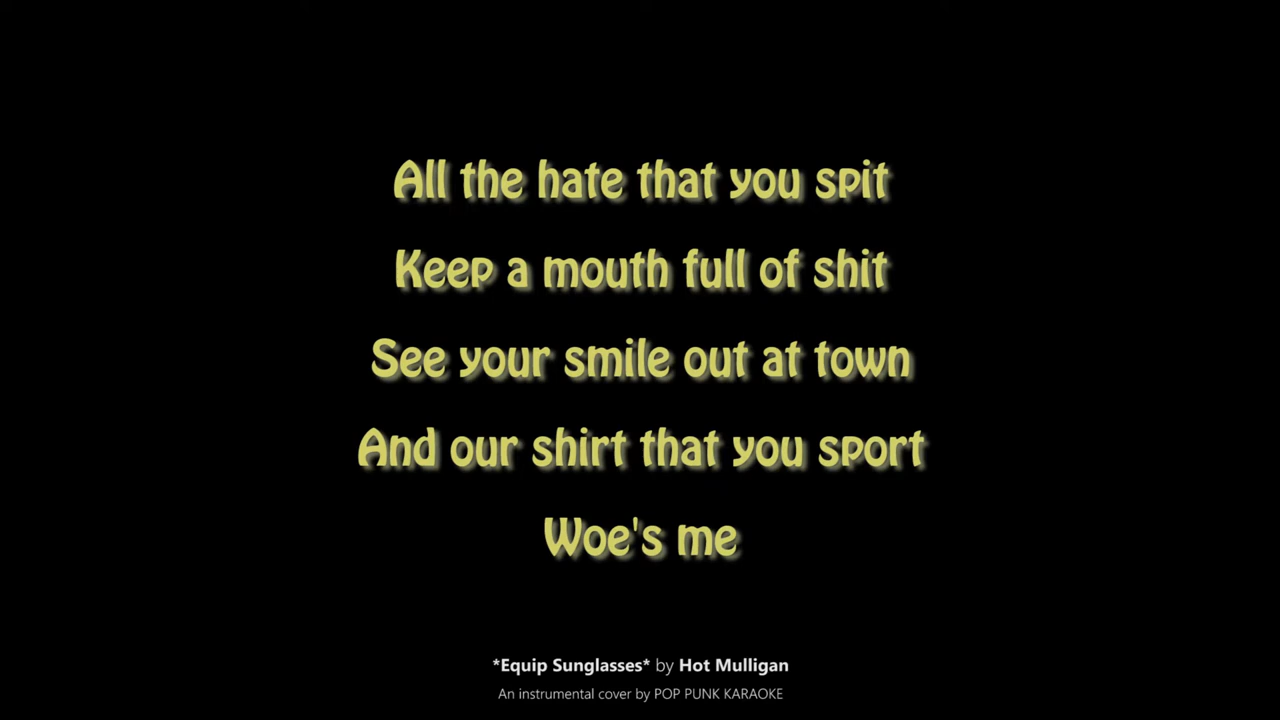 All the hate that you spit
Keep a mouth full of shit
See your smile out at town
And our shirt that you sport
Woe's me
*Equip Sunglasses* by Hot Mulligan
An instrumental cover by POP PUNK KARAOKE